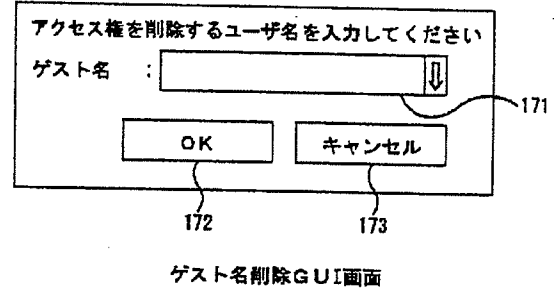 アクセス権を削除するユーザ名を入力してください
ゲスト名 :
171
OK キャンセル
172 173
ゲスト名削除GUI画面